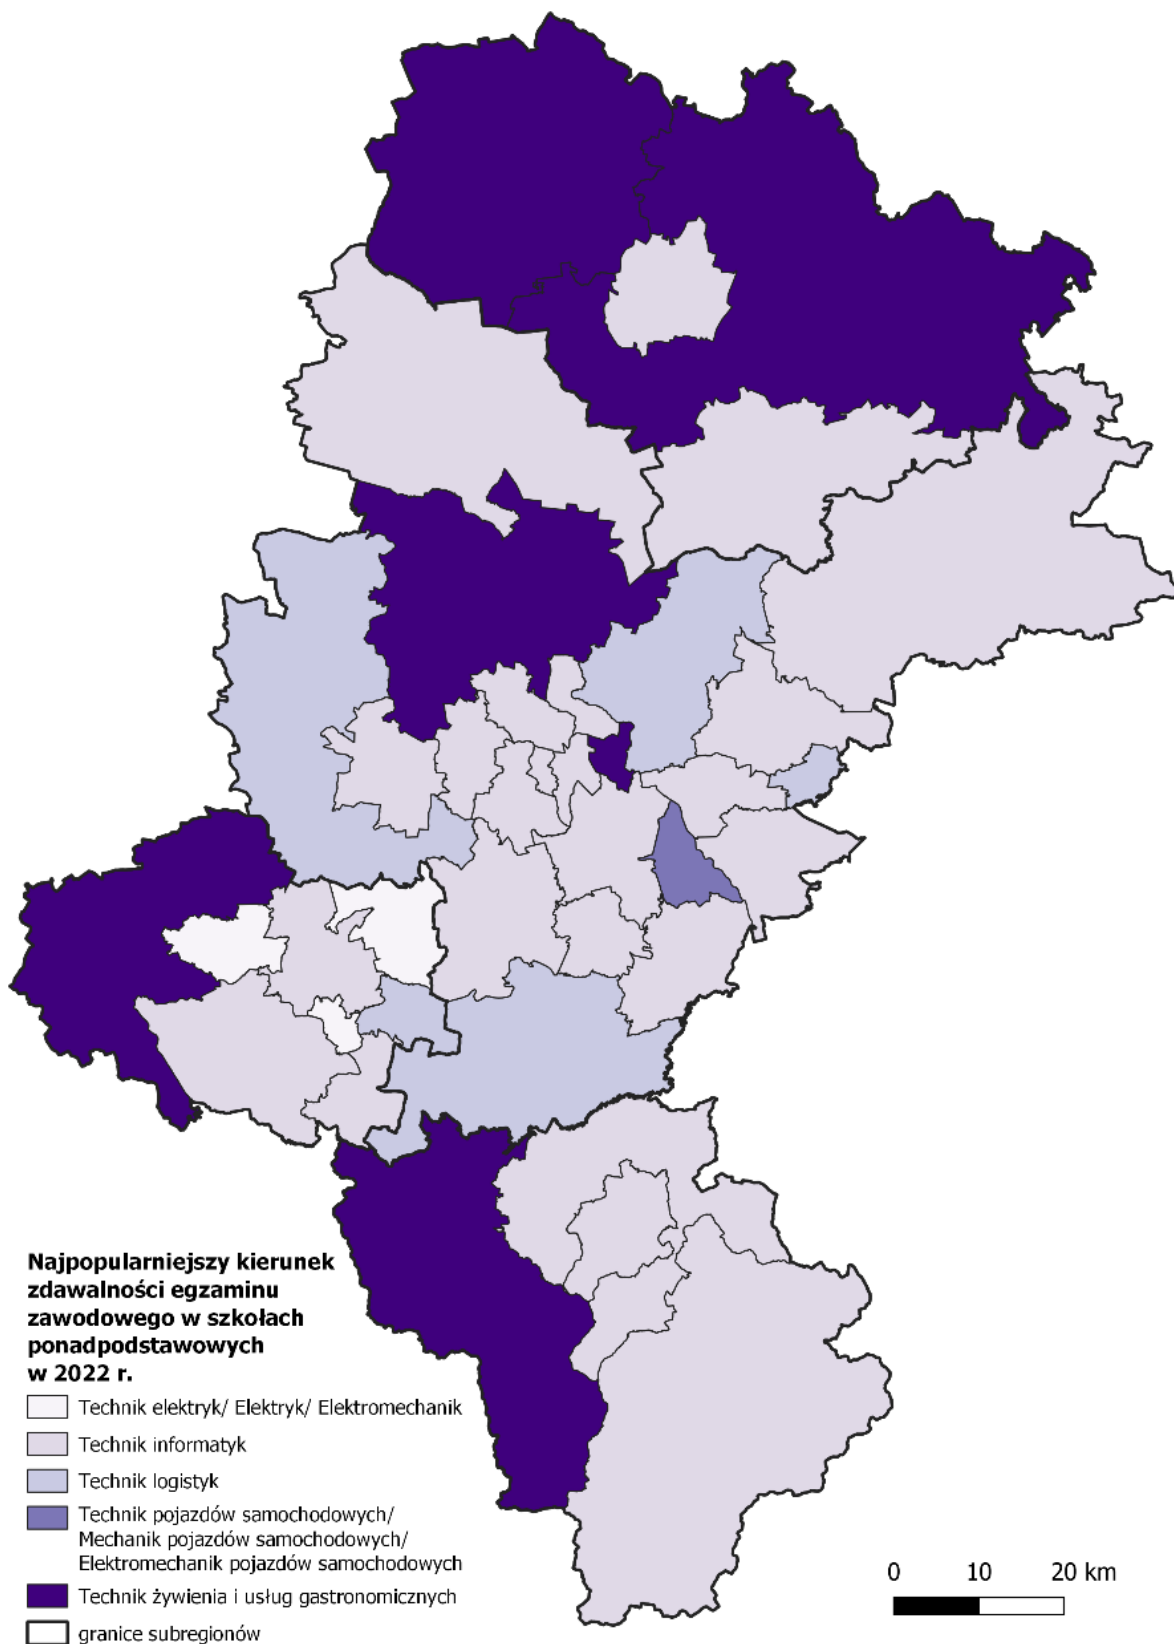 Najpopularniejszy kierunek
zdawalności egzaminu
zawodowego w szkołach
ponadpodstawowych
w 2022 r.
Technik elektryk/ Elektryk/ Elektromechanik
Technik informatyk
Technik logistyk
Technik pojazdów samochodowych/
Mechanik pojazdów samochodowych/
Elektromechanik pojazdów samochodowych
Technik żywienia i usług gastronomicznych
granice subregionów
0 10 20 km